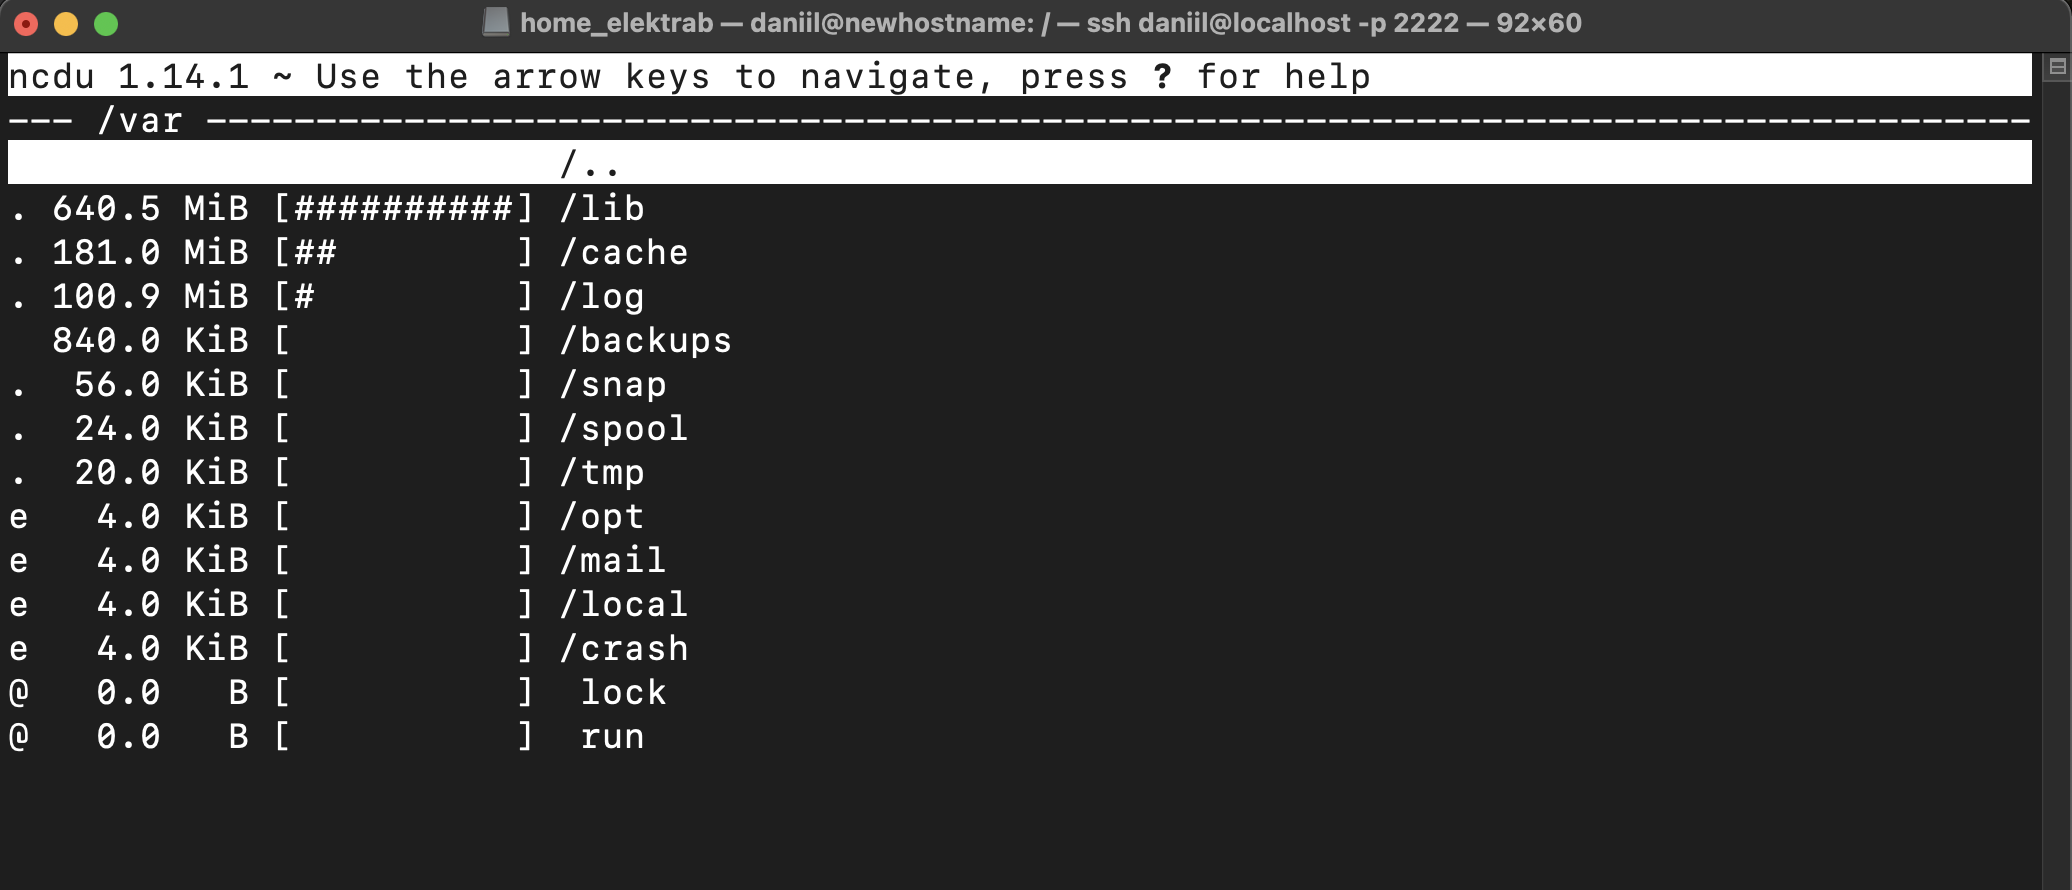 home_elektrab — daniil@newhostname: / — ssh daniil@localhost -p 2222 — 92×60
ncdu 1.14.1 ~ Use the arrow keys to navigate, press ? for help
--- /var -----------------------------------------------------------------------------------
                         /..
. 640.5 MiB [##########] /lib
. 181.0 MiB [##        ] /cache
. 100.9 MiB [#         ] /log
  840.0 KiB [          ] /backups
.  56.0 KiB [          ] /snap
.  24.0 KiB [          ] /spool
.  20.0 KiB [          ] /tmp
e   4.0 KiB [          ] /opt
e   4.0 KiB [          ] /mail
e   4.0 KiB [          ] /local
e   4.0 KiB [          ] /crash
@   0.0   B [          ]  lock
@   0.0   B [          ]  run